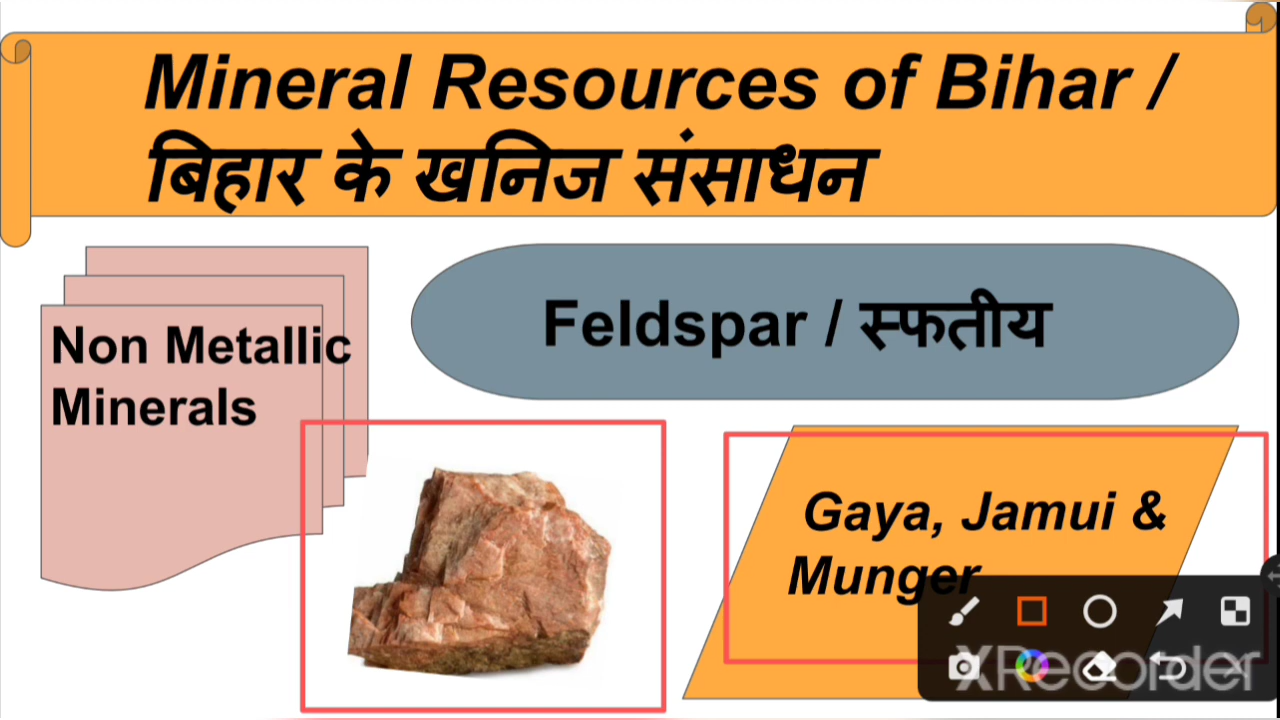 Mineral Resources of Bihar /
बिहार के खनिज संसाधन
Non Metallic
Minerals
Feldspar / स्फतीय
Gaya, Jamui &
Munger
XRecorder